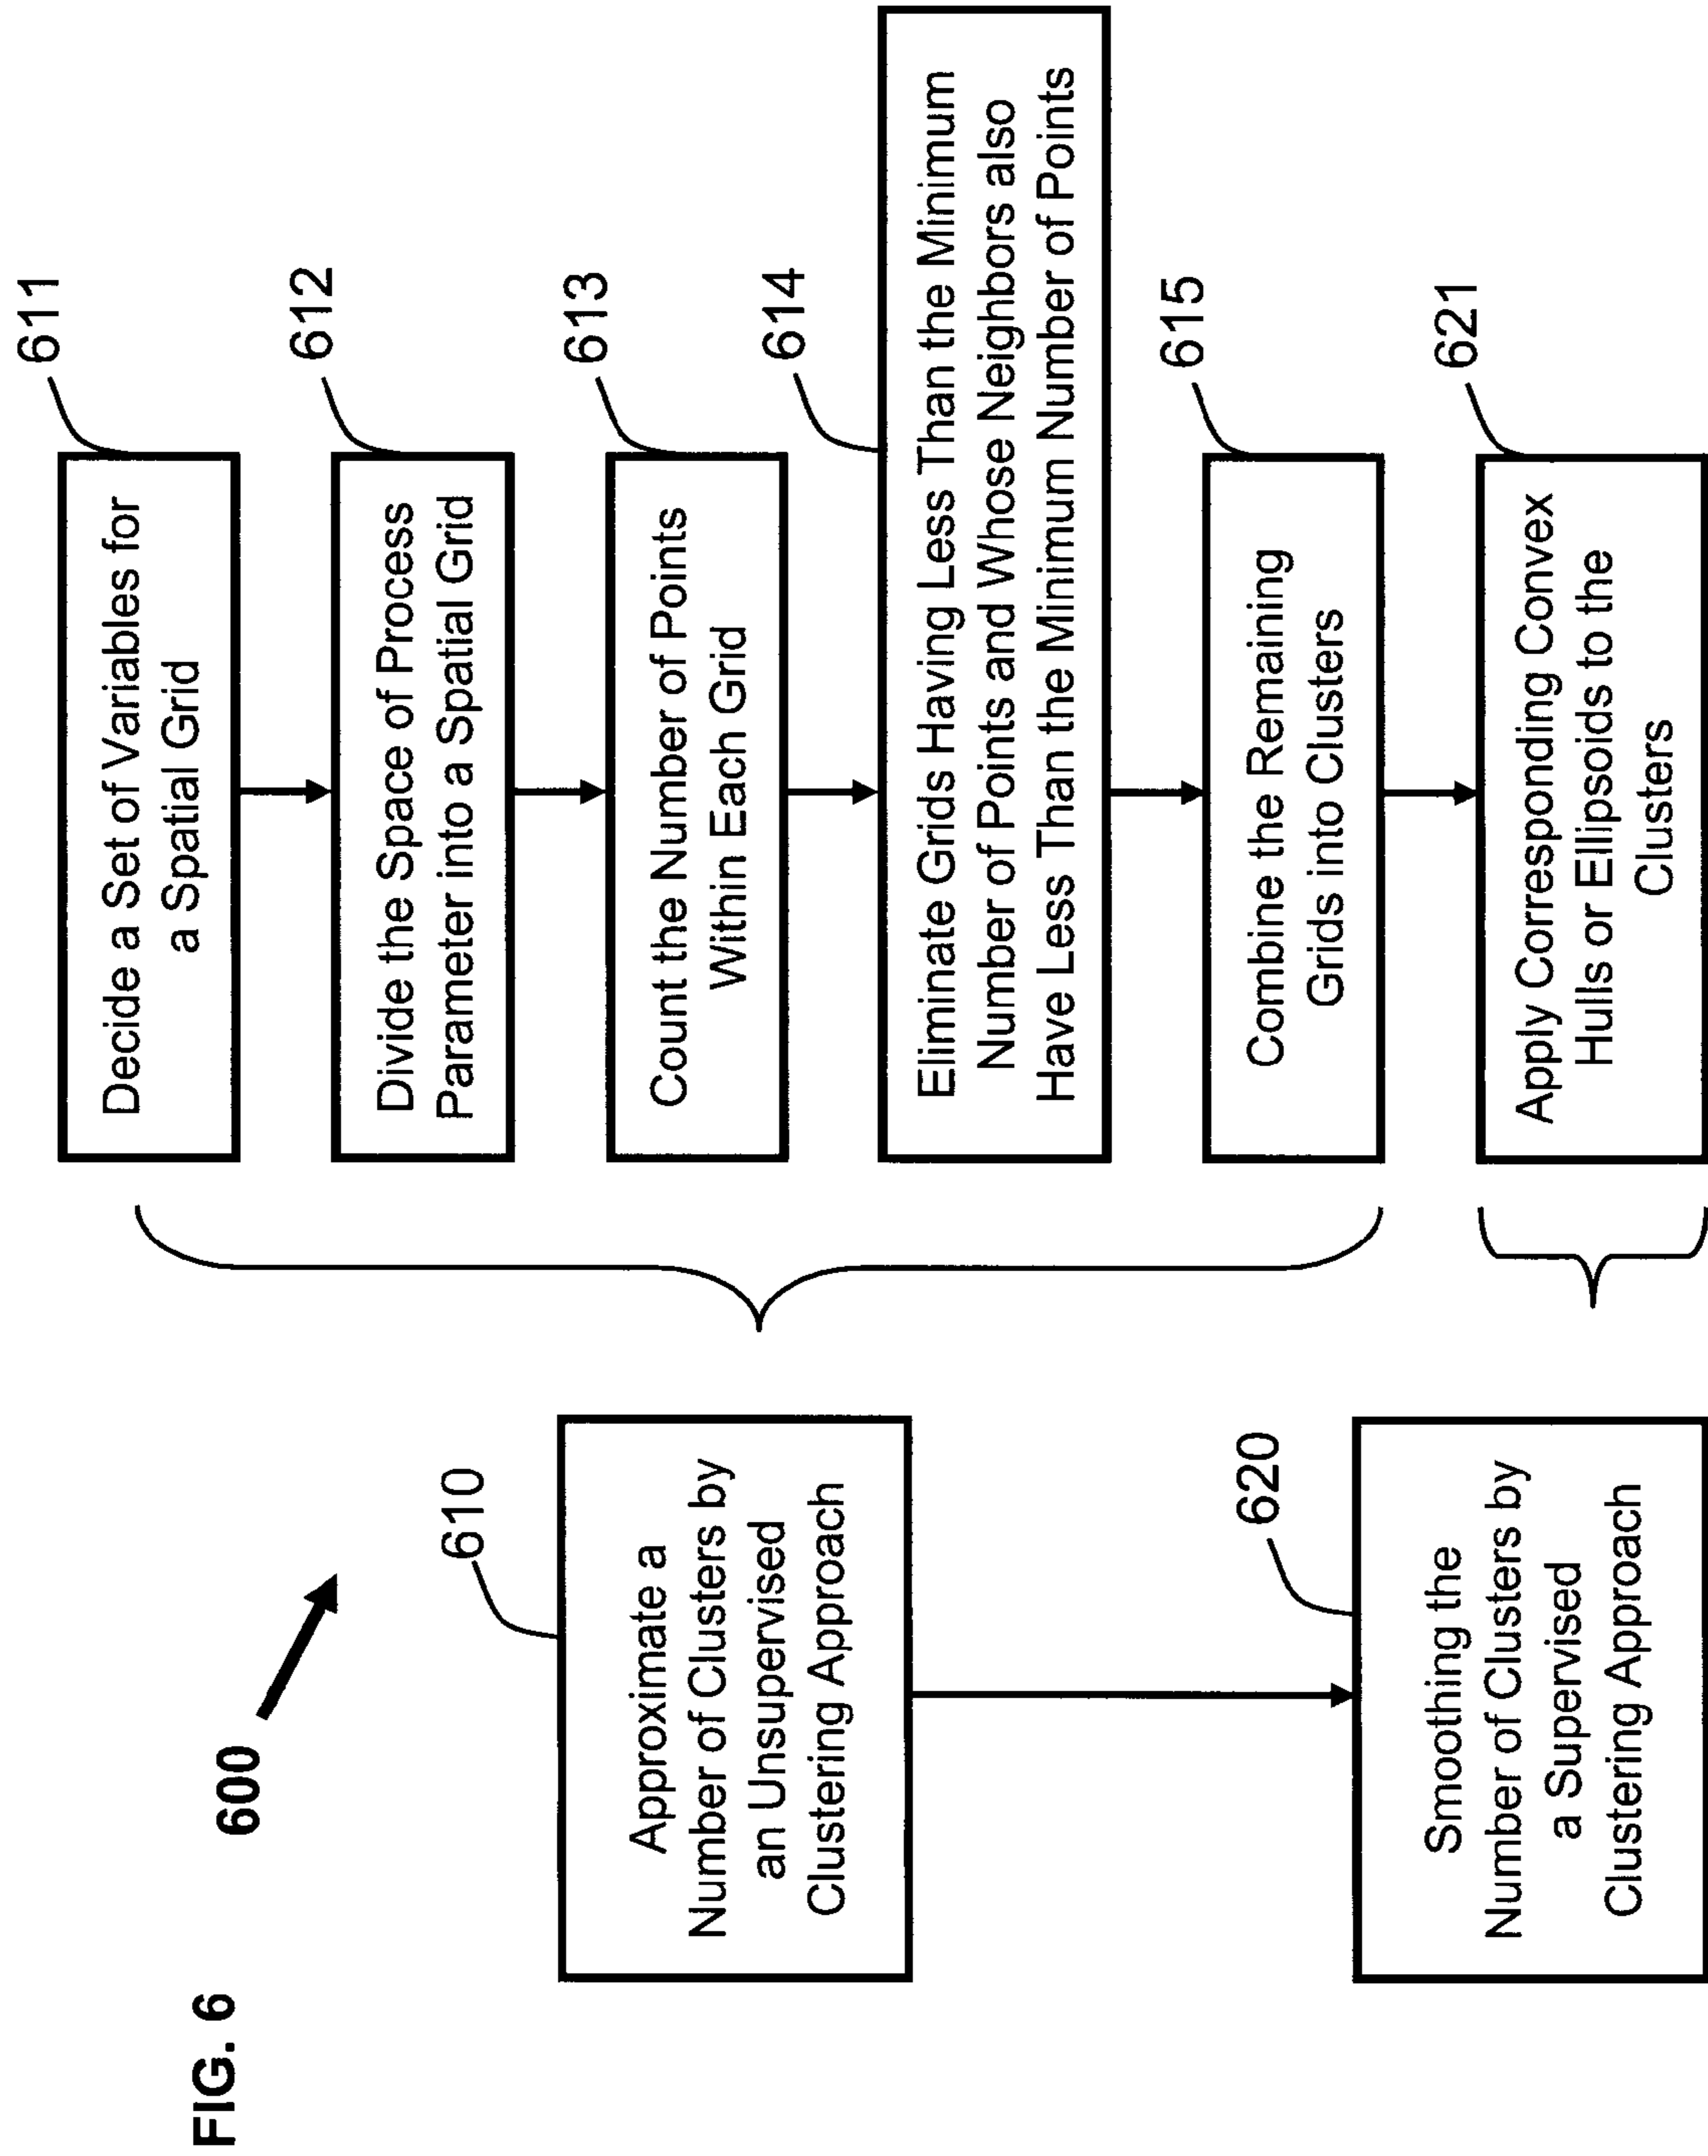 FIG. 6
600
610
Approximate a
Number of Clusters by
an Unsupervised
Clustering Approach
620
Smoothing the
Number of Clusters by
a Supervised
Clustering Approach
611
Decide a Set of Variables for
a Spatial Grid
612
Divide the Space of Process
Parameter into a Spatial Grid
613
Count the Number of Points
Within Each Grid
614
Eliminate Grids Having Less Than the Minimum
Number of Points and Whose Neighbors also
Have Less Than the Minimum Number of Points
615
Combine the Remaining
Grids into Clusters
621
Apply Corresponding Convex
Hulls or Ellipsoids to the
Clusters